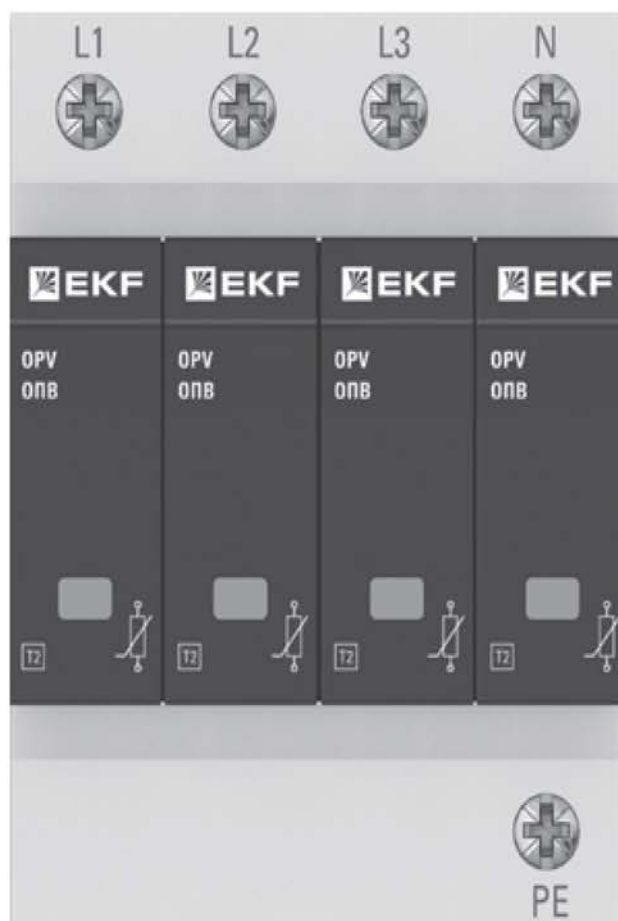 L1 L2 L3 N
EKF EKF EKF EKF
OPV OPV OPV OPV
ОПВ ОПВ ОПВ ОПВ
T2 T2 T2 T2
PE